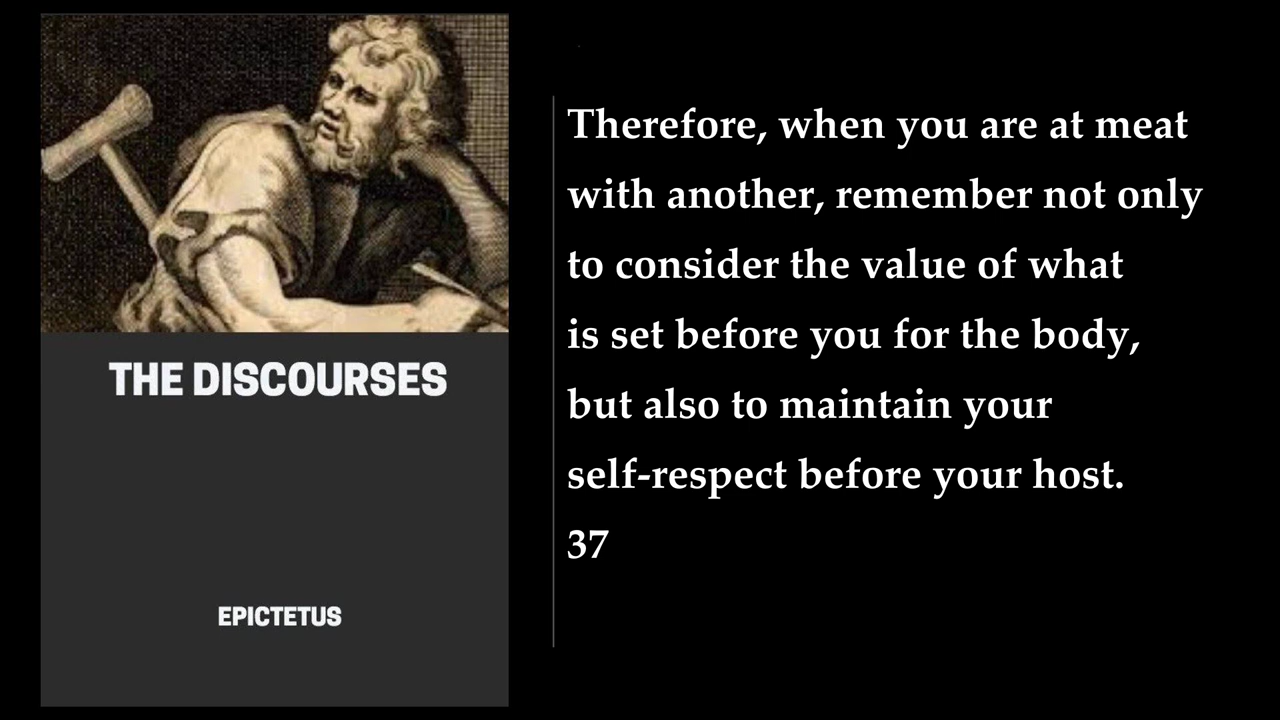 THE DISCOURSES
EPICTETUS
Therefore, when you are at meat
with another, remember not only
to consider the value of what
is set before you for the body,
but also to maintain your
self-respect before your host.
37